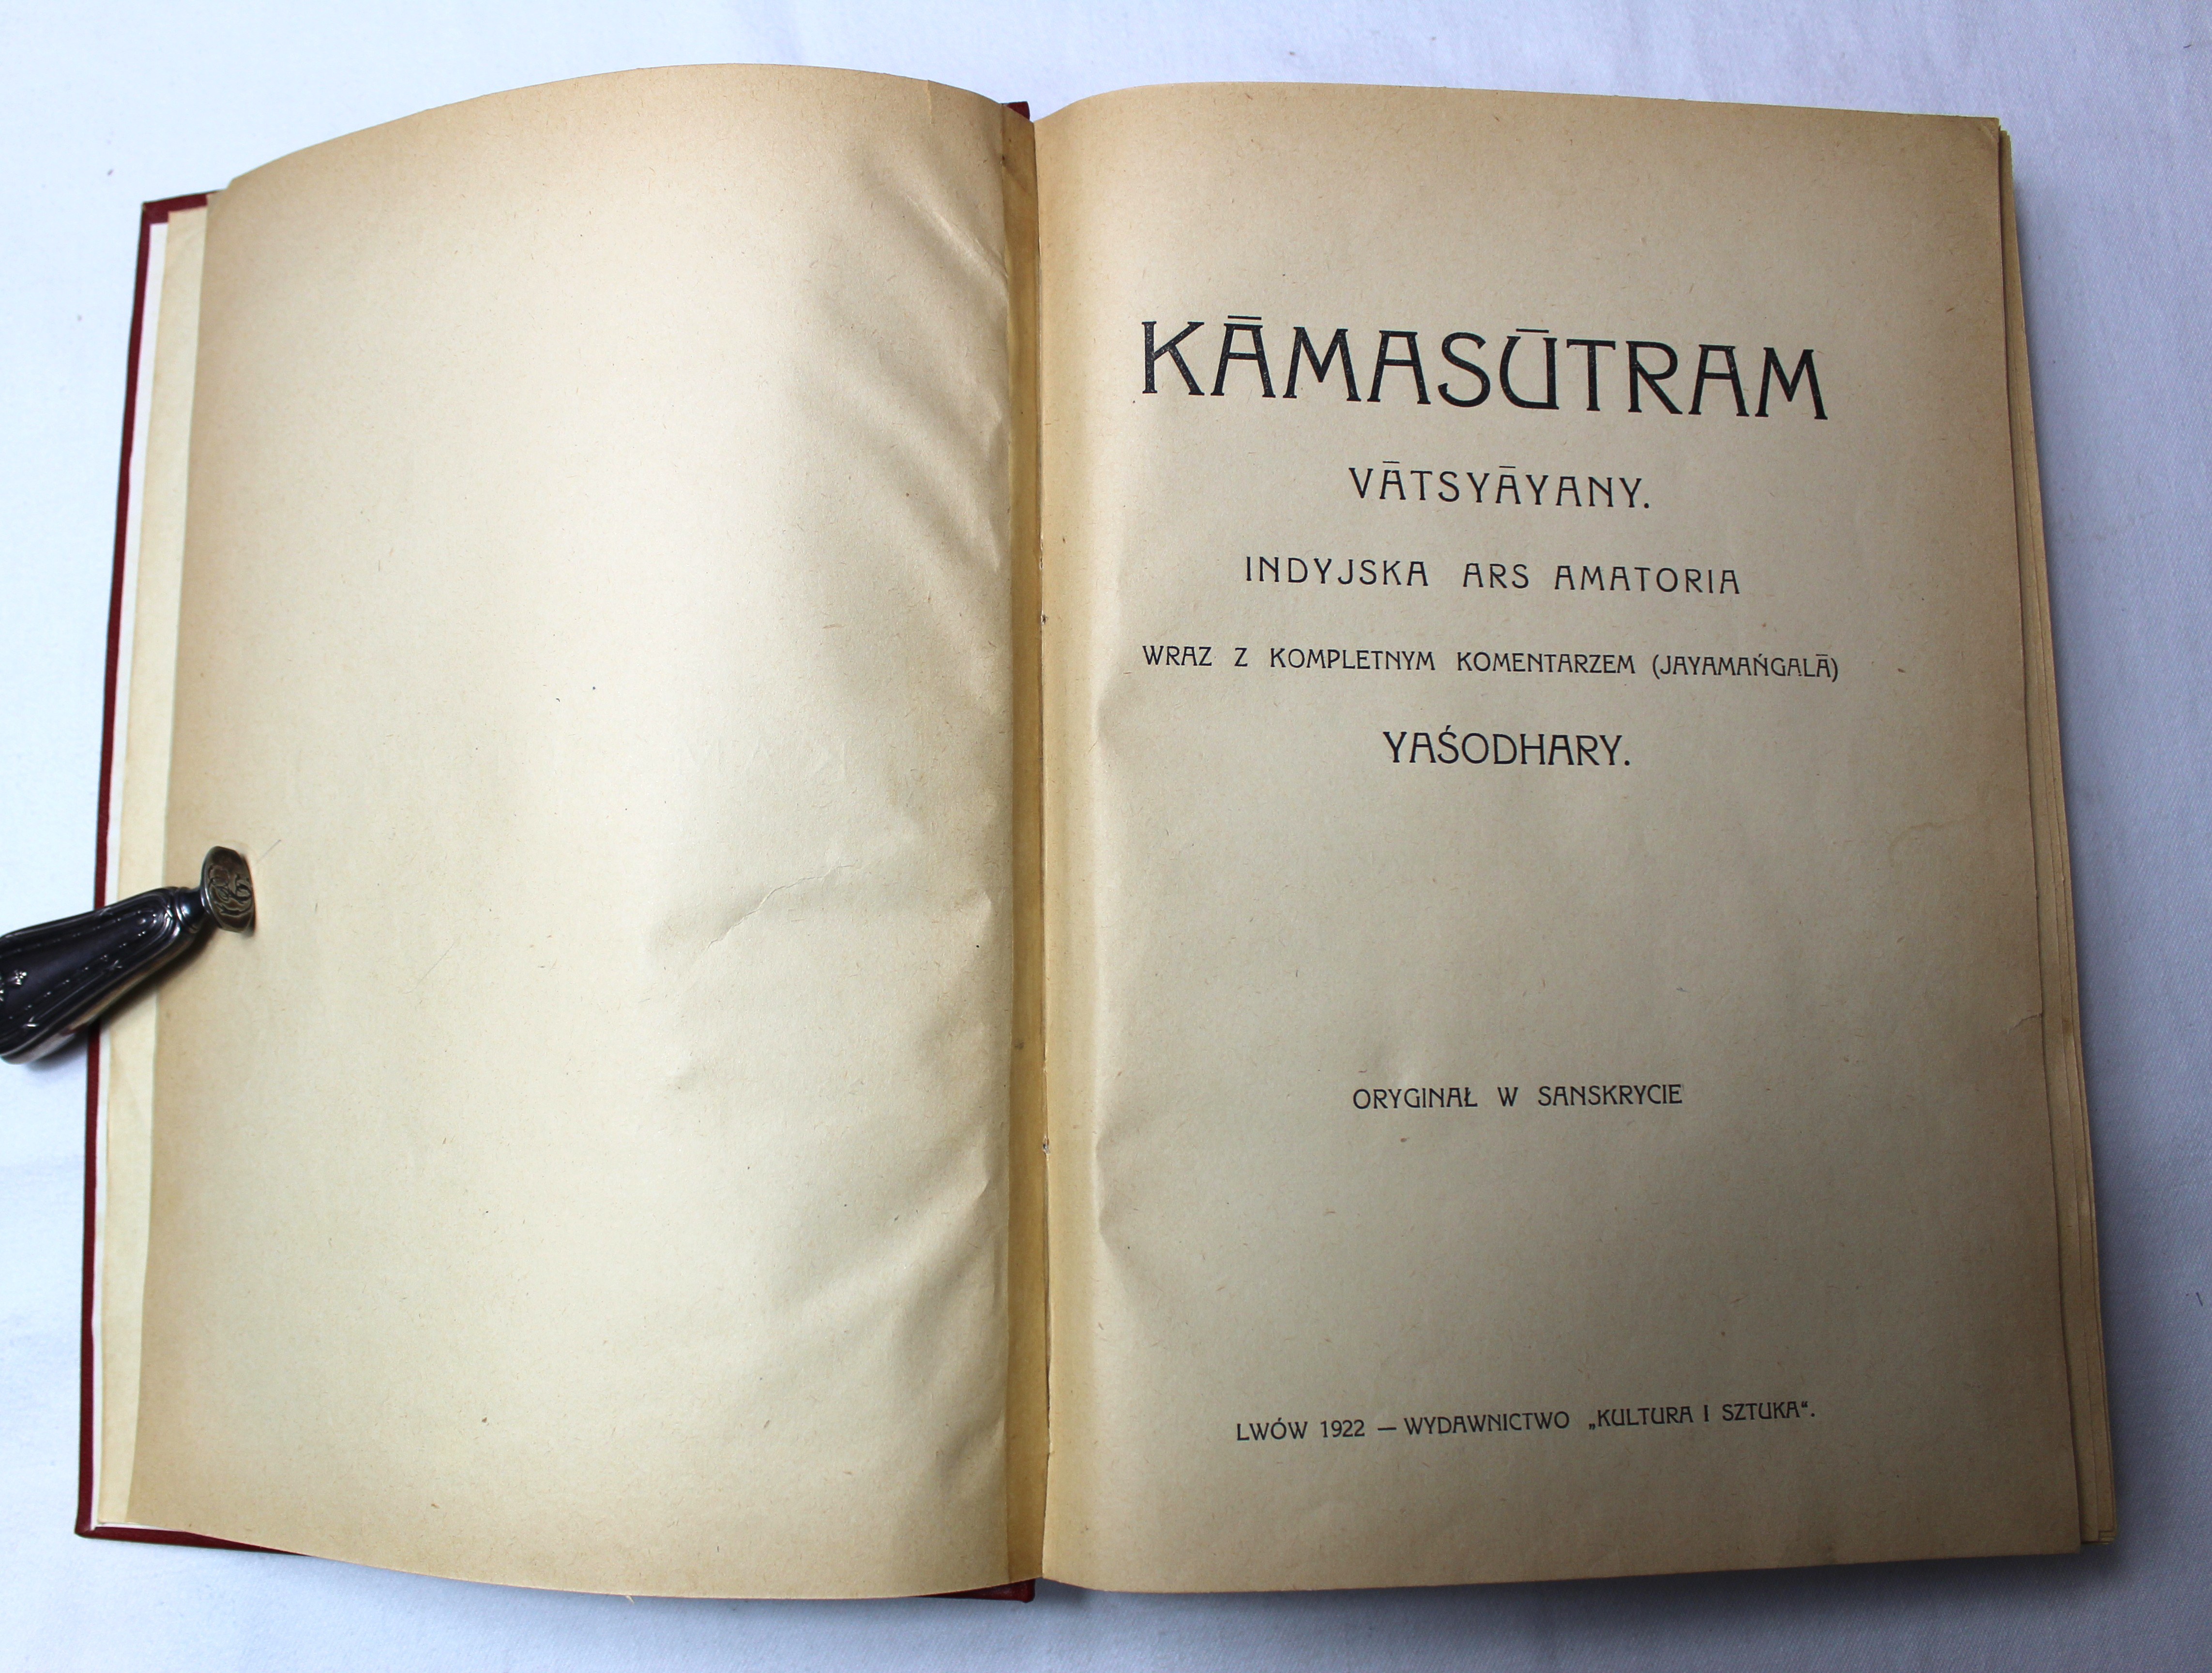 KĀMASŪTRAM
VĀTSYĀYANY.
INDYJSKA ARS AMATORIA
WRAZ Z KOMPLETNYM KOMENTARZEM (JAYAMAŃGALĀ)
YAŚODHARY.
ORYGINAŁ W SANSKRYCIE
LWÓW 1922 — WYDAWNICTWO „KULTURA I SZTUKA“.